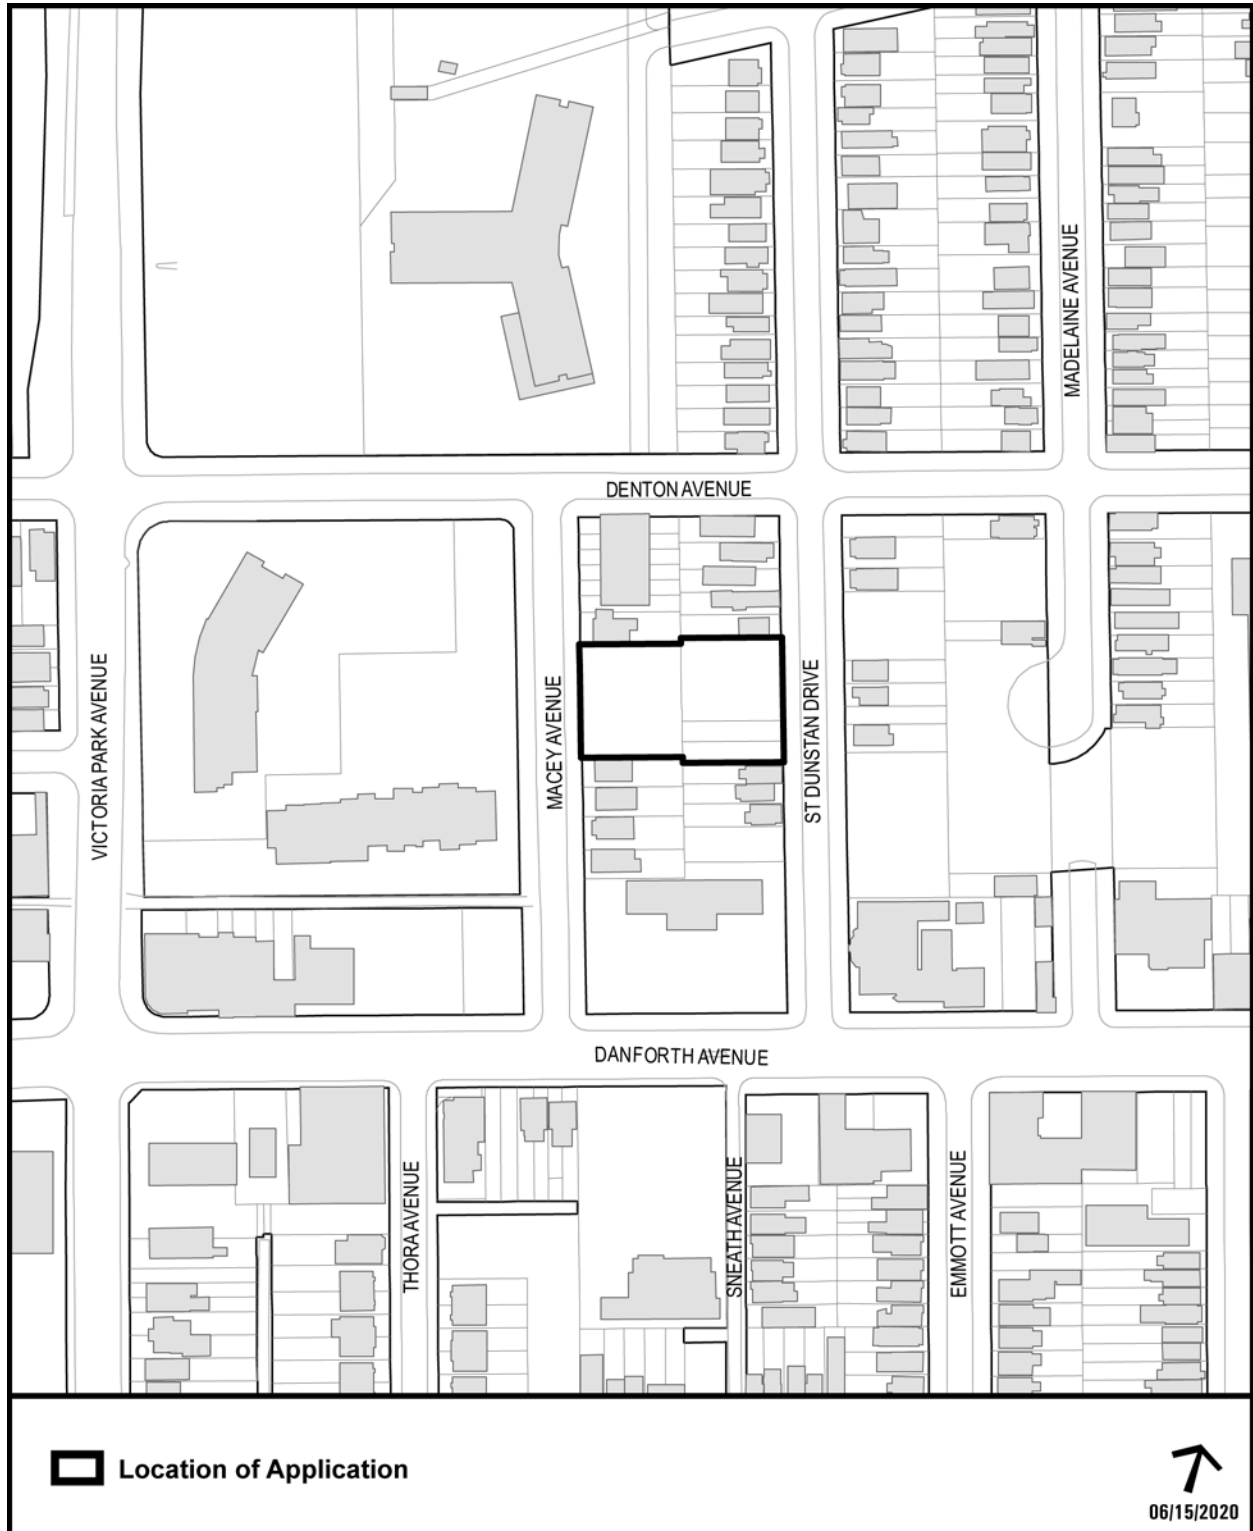 MADELAINE AVENUE
DENTON AVENUE
VICTORIA PARK AVENUE
MACEY AVENUE
ST DUNSTAN DRIVE
DANFORTH AVENUE
THORA AVENUE
SNEATH AVENUE
EMMOTT AVENUE
Location of Application
06/15/2020